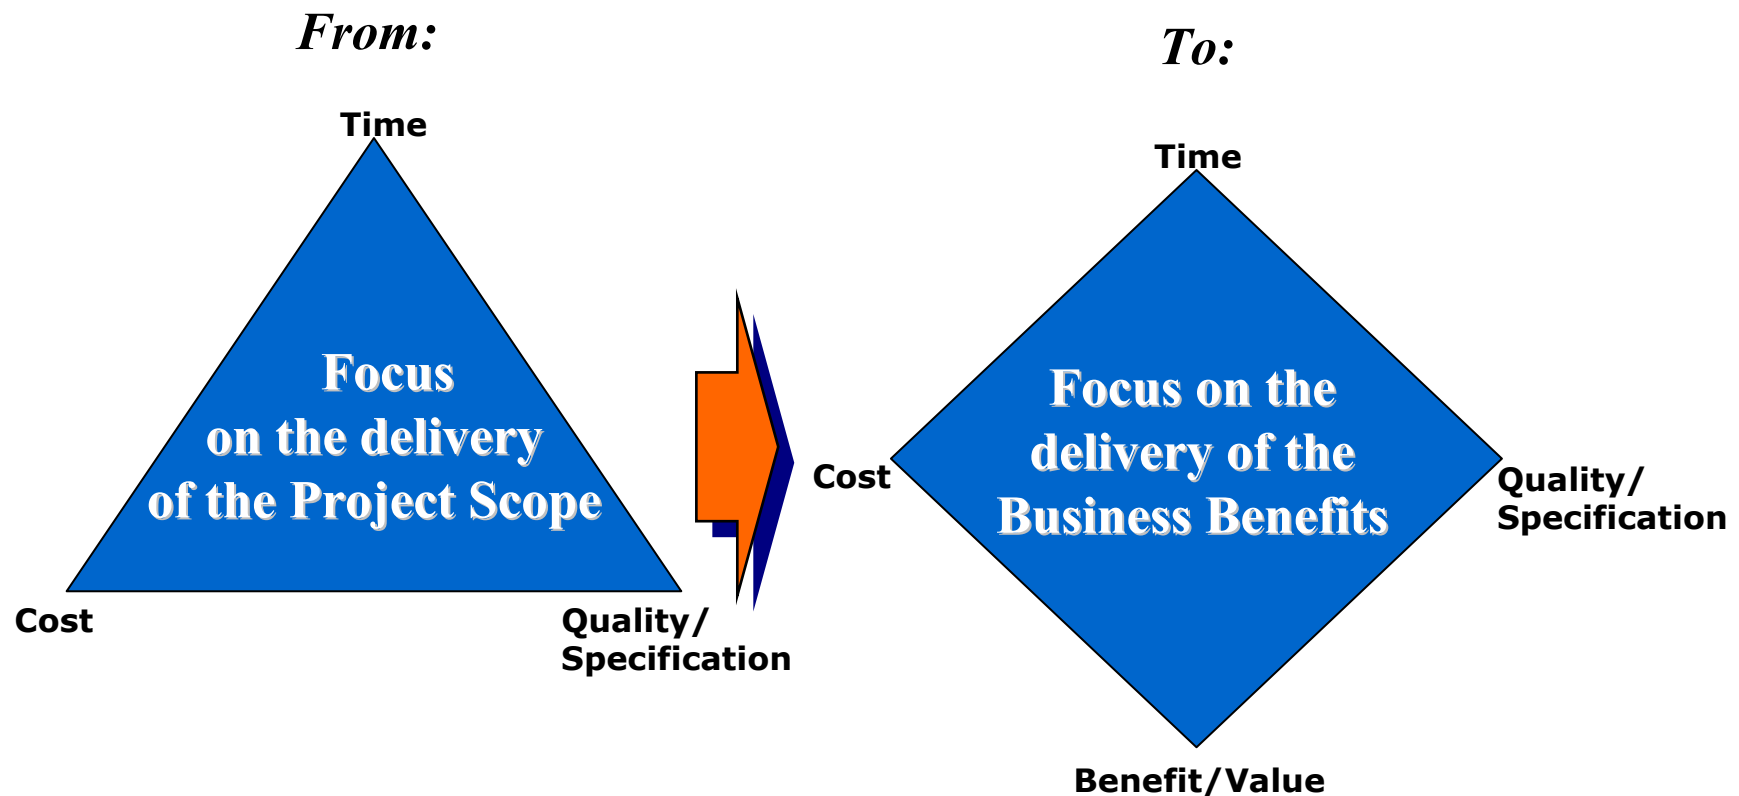 From:
Time
Focus
on the delivery
of the Project Scope
Cost
Quality/
Specification
To:
Time
Cost
Focus on the
delivery of the
Business Benefits
Quality/
Specification
Benefit/Value